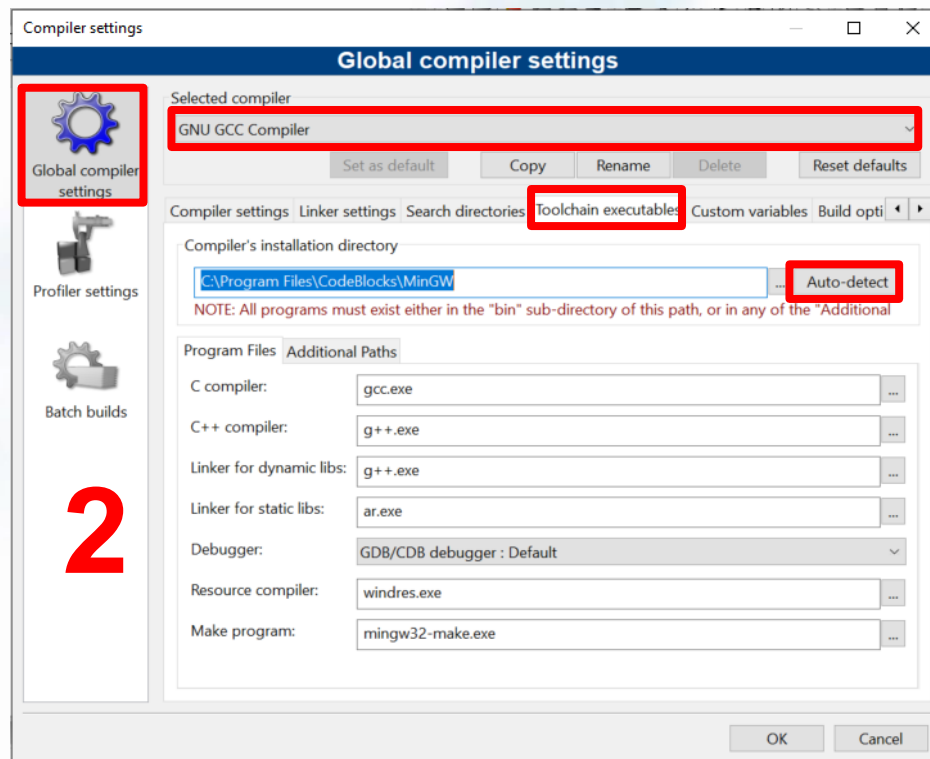 Compiler settings
Global compiler settings
Global compiler
settings
Profiler settings
Batch builds
2
Selected compiler
GNU GCC Compiler
Set as default Copy Rename Delete Reset defaults
Compiler settings Linker settings Search directories Toolchain executables Custom variables Build opti
Compiler's installation directory
C:\Program Files\CodeBlocks\MinGW ... Auto-detect
NOTE: All programs must exist either in the "bin" sub-directory of this path, or in any of the "Additional
Program Files Additional Paths
C compiler: gcc.exe ...
C++ compiler: g++.exe ...
Linker for dynamic libs: g++.exe ...
Linker for static libs: ar.exe ...
Debugger: GDB/CDB debugger : Default
Resource compiler: windres.exe ...
Make program: mingw32-make.exe ...
OK Cancel